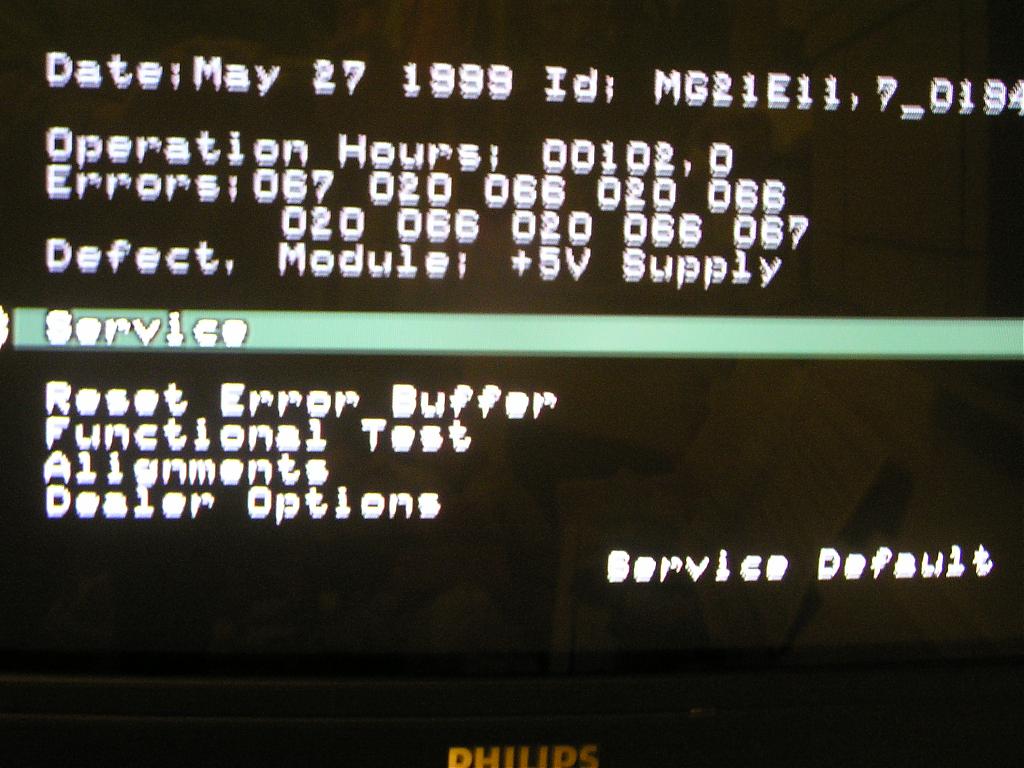 Date: May 27 1999 Id: MG21E11,7_0184
Operation Hours: 00102,0
Errors: 067 020 066 020 066
020 066 020 066 067
Defect. Module: +5V Supply
Service
Reset Error Buffer
Functional Test
Alignments
Dealer Options
Service Default
PHILIPS